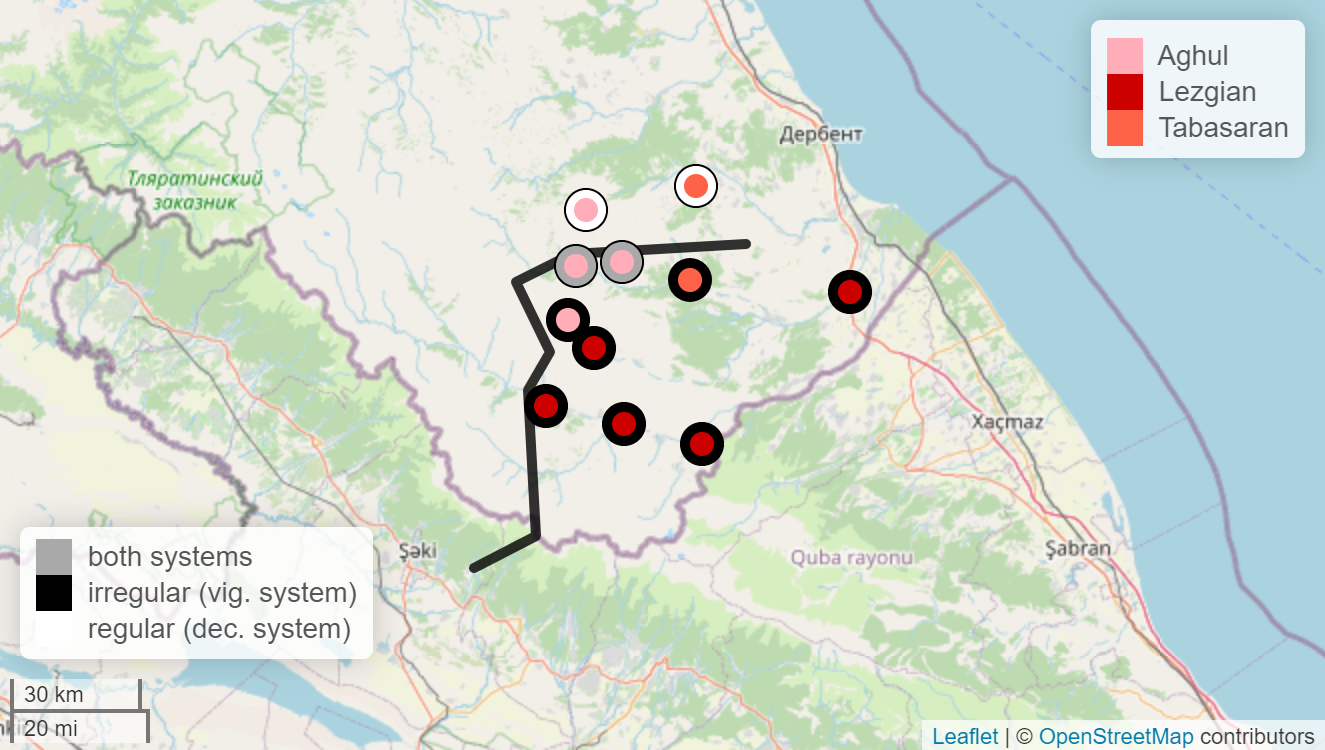 Aghul
Lezgian
Tabasaran
Дербент
Тляратинский
заказник
Xaçmaz
Şəki
Şabran
Quba rayonu
both systems
irregular (vig. system)
regular (dec. system)
30 km
20 mi
Leaflet | © OpenStreetMap contributors